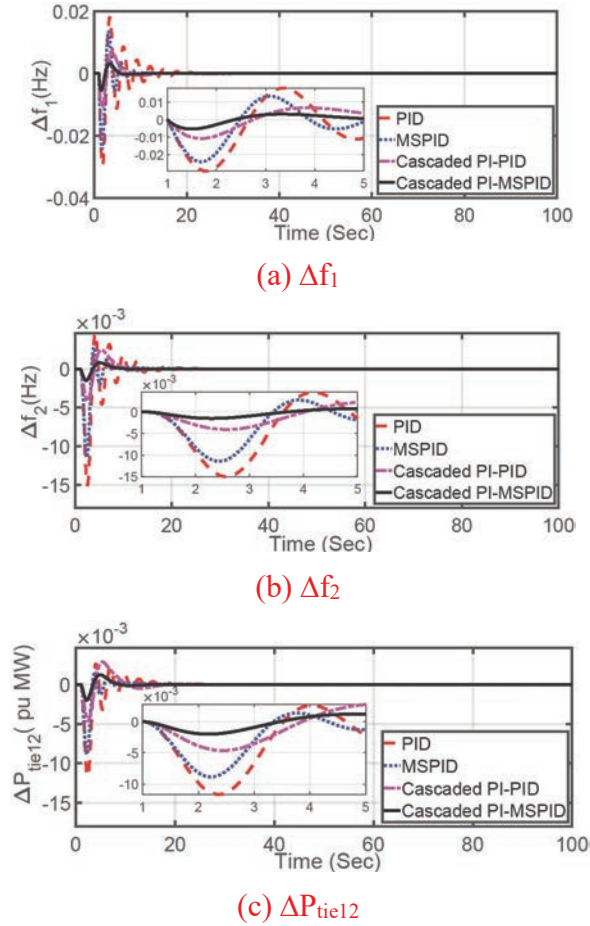 0.02
0
-0.02
-0.04
Δf1(Hz)
0.01
0.00
-0.01
-0.02
1 2 3 4 5
PID
MSPID
Cascaded PI-PID
Cascaded PI-MSPID
0 20 40 60 80 100
Time (Sec)
(a) Δf1
×10-3
0
-5
-10
-15
Δf2(Hz)
×10-3
5
0
-5
-10
-15
1 2 3 4 5
PID
MSPID
Cascaded PI-PID
Cascaded PI-MSPID
0 20 40 60 80 100
Time (Sec)
(b) Δf2
×10-3
0
-5
-10
-15
ΔPtie12( pu MW)
×10-3
0
-5
-10
1 2 3 4 5
PID
MSPID
Cascaded PI-PID
Cascaded PI-MSPID
0 20 40 60 80 100
Time (Sec)
(c) ΔPtie12